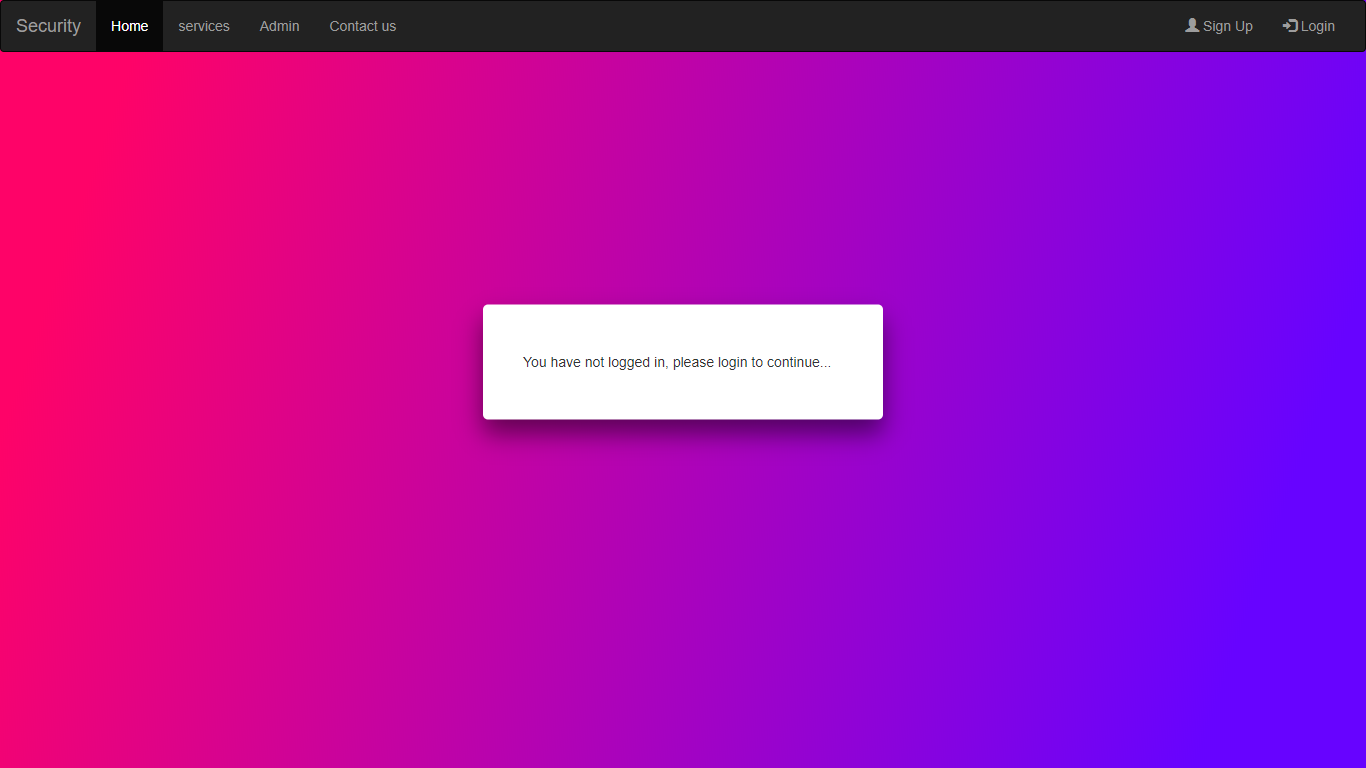 Security Home services Admin Contact us Sign Up Login
You have not logged in, please login to continue...